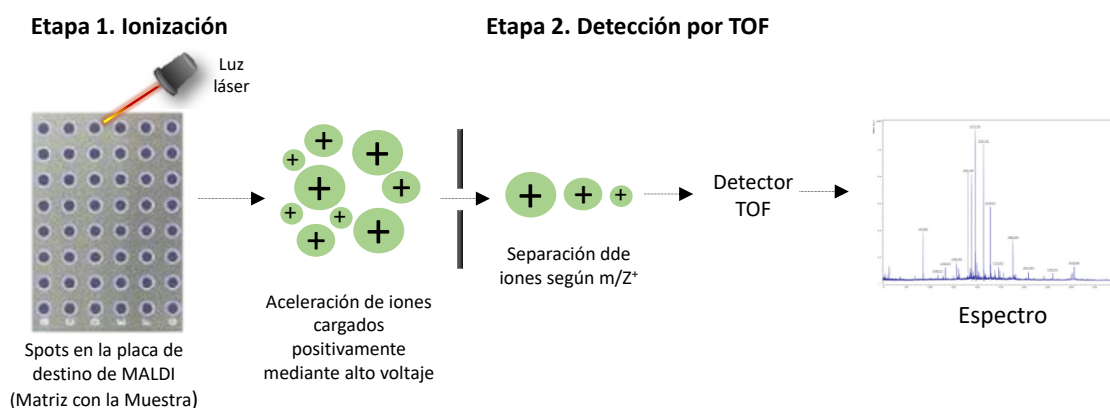 Etapa 1. Ionización
Etapa 2. Detección por TOF
Luz
láser
+
+
+
+
+
+
+
+
+
+
+
+
Spots en la placa de
destino de MALDI
(Matriz con la Muestra)
Aceleración de iones
cargados
positivamente
mediante alto voltaje
Separación dde
iones según m/Z⁺
Detector
TOF
Espectro